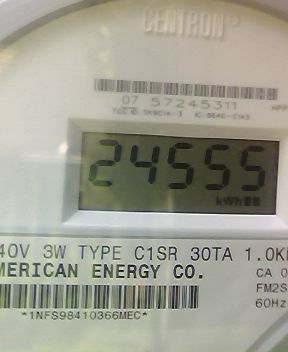 CENTRON
07 57245311
24555
kWh
40V 3W TYPE C1SR 30TA 1.0K
MERICAN ENERGY CO.
CA 0
FM2S
60Hz
*1NFS98410366MEC*